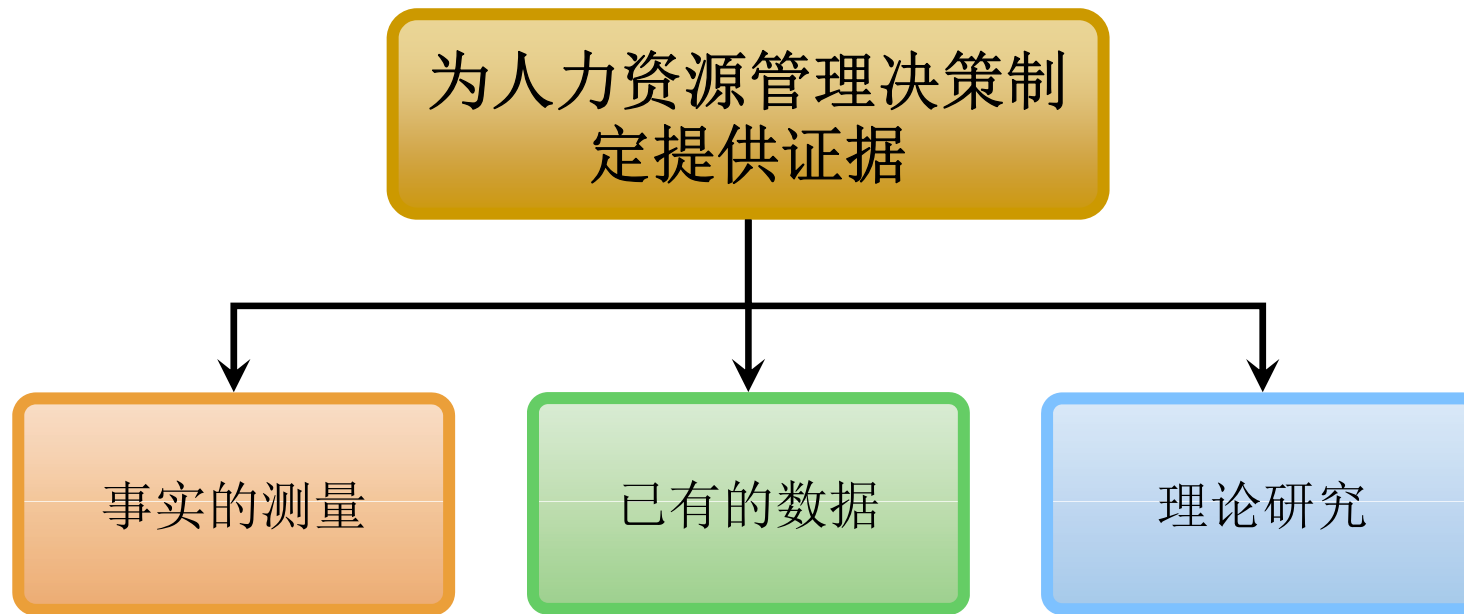 为人力资源管理决策制
定提供证据
事实的测量
已有的数据
理论研究